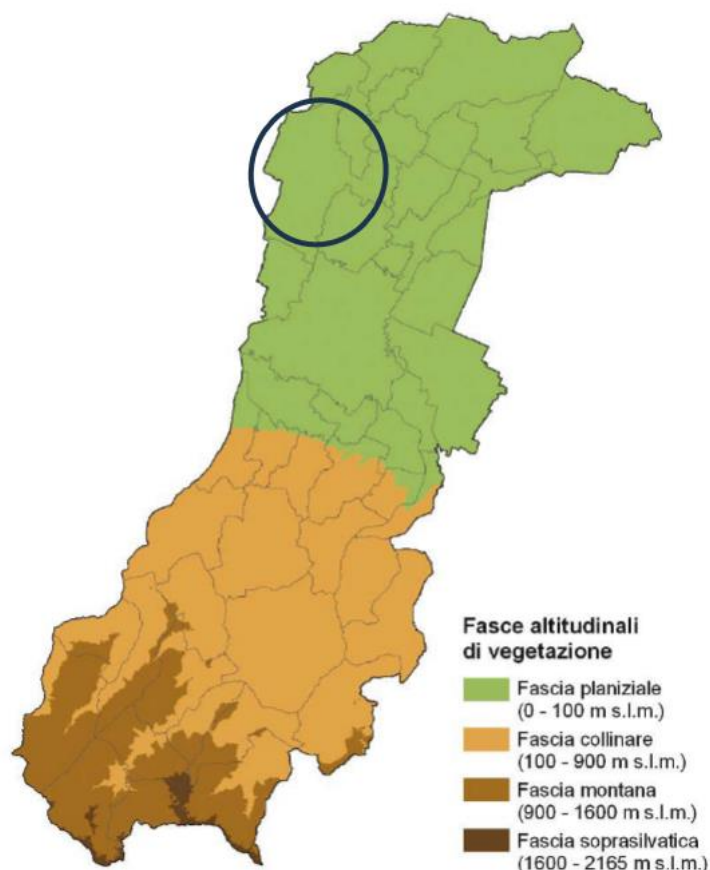 Fasce altitudinali
di vegetazione
Fascia planiziale
(0 - 100 m s.l.m.)
Fascia collinare
(100 - 900 m s.l.m.)
Fascia montana
(900 - 1600 m s.l.m.)
Fascia soprasilvatica
(1600 - 2165 m s.l.m.)